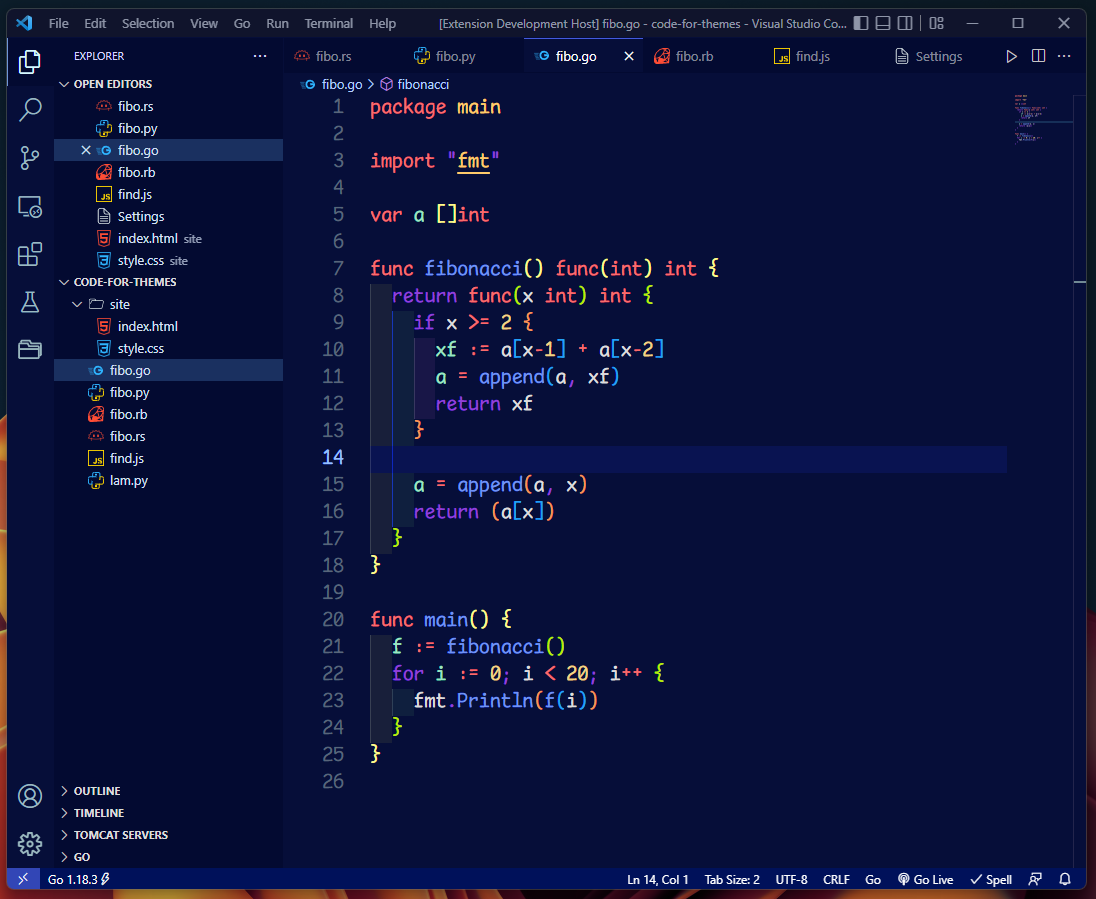 File Edit Selection View Go Run Terminal Help [Extension Development Host] fibo.go - code-for-themes - Visual Studio Co...
EXPLORER
fibo.rs fibo.py fibo.go fibo.rb find.js Settings
OPEN EDITORS
fibo.rs
fibo.py
fibo.go
fibo.rb
find.js
Settings
index.html site
style.css site
CODE-FOR-THEMES
site
index.html
style.css
fibo.go
fibo.py
fibo.rb
fibo.rs
find.js
lam.py
OUTLINE
TIMELINE
TOMCAT SERVERS
GO
fibo.go > fibonacci
1 package main
2
3 import "fmt"
4
5 var a []int
6
7 func fibonacci() func(int) int {
8 return func(x int) int {
9 if x >= 2 {
10 xf := a[x-1] + a[x-2]
11 a = append(a, xf)
12 return xf
13 }
14
15 a = append(a, x)
16 return (a[x])
17 }
18 }
19
20 func main() {
21 f := fibonacci()
22 for i := 0; i < 20; i++ {
23 fmt.Println(f(i))
24 }
25 }
26
Go 1.18.3 Ln 14, Col 1 Tab Size: 2 UTF-8 CRLF Go Go Live Spell